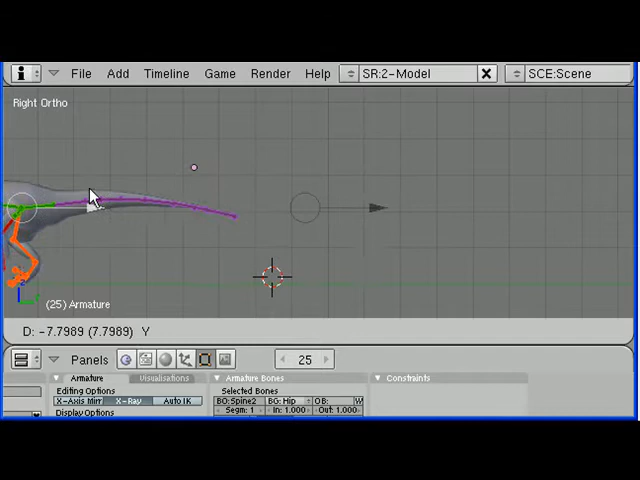 File Add Timeline Game Render Help SR:2-Model SCE:Scene
Right Ortho
(25) Armature
D: -7.7989 (7.7989) Y
Panels 25
Armature Visualisations Armature Bones Constraints
Editing Options Selected Bones
X-Axis Mirr X-Ray Auto IK BO:Spine2 BG: Hip OB: W
Display Options Segm: 1 In: 1.000 Out: 1.000